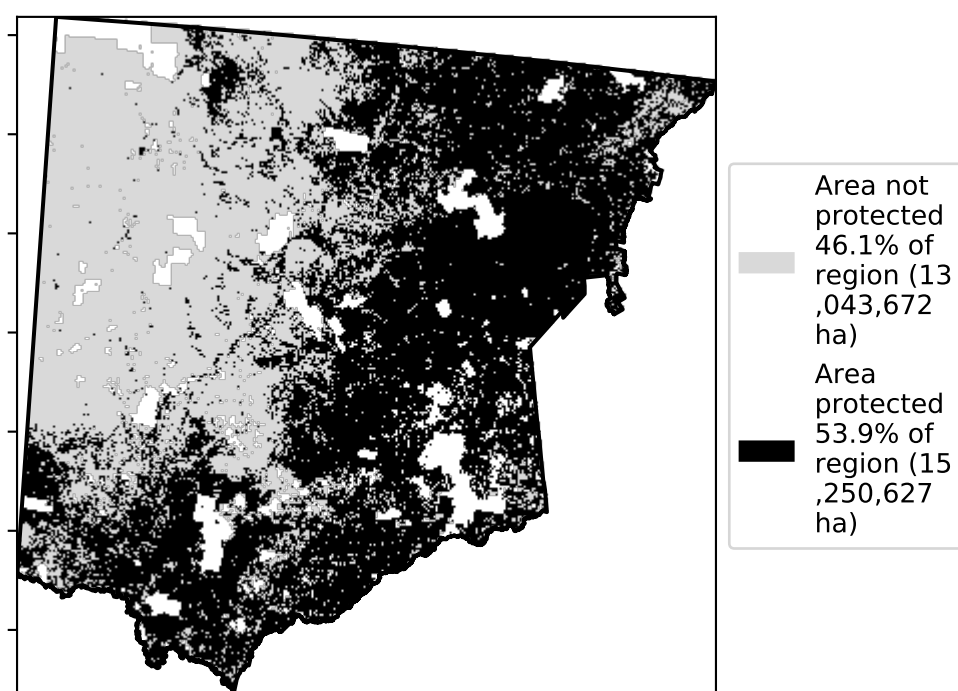 Area not
protected
46.1% of
region (13
,043,672
ha)
Area
protected
53.9% of
region (15
,250,627
ha)